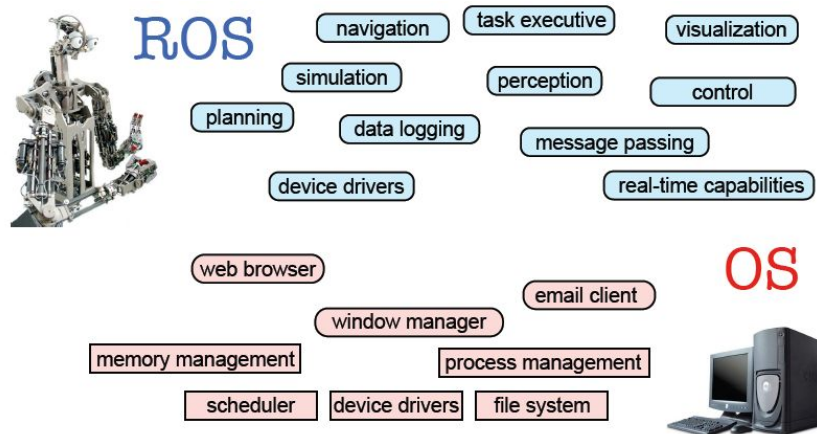 ROS
navigation
task executive
visualization
simulation
perception
control
planning
data logging
message passing
device drivers
real-time capabilities
OS
web browser
email client
window manager
memory management
process management
scheduler
device drivers
file system